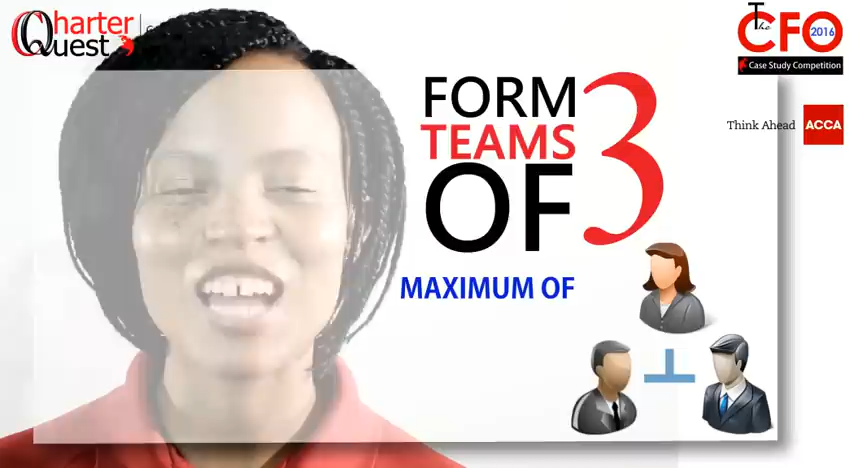 Charter
Quest
FORM
TEAMS
OF
3
MAXIMUM OF
The
CFO
2016
Case Study Competition
Think Ahead ACCA